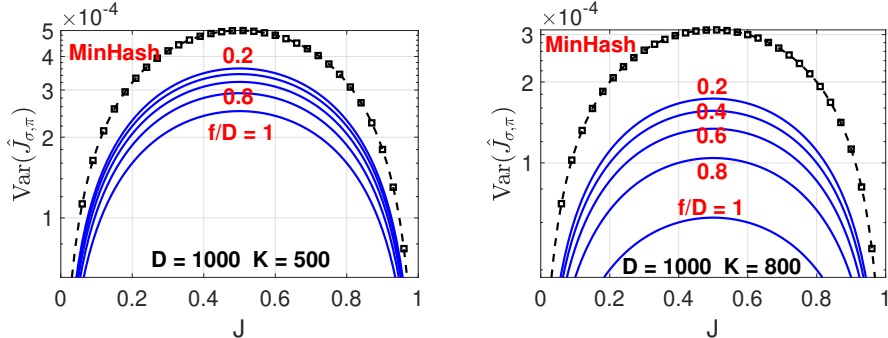 ×10⁻⁴
5
4
3
2
1
Var(Ĵσ,π)
MinHash
0.2
0.8
f/D = 1
D = 1000 K = 500
0 0.2 0.4 0.6 0.8 1
J
×10⁻⁴
3
2
1
Var(Ĵσ,π)
MinHash
0.2
0.4
0.6
0.8
f/D = 1
D = 1000 K = 800
0 0.2 0.4 0.6 0.8 1
J